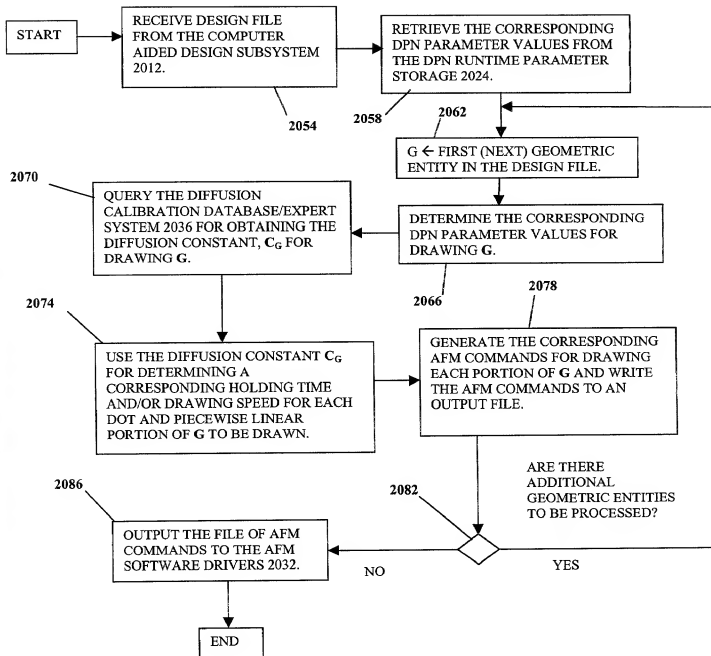 START
RECEIVE DESIGN FILE
FROM THE COMPUTER
AIDED DESIGN SUBSYSTEM
2012.
2054
RETRIEVE THE CORRESPONDING
DPN PARAMETER VALUES FROM
THE DPN RUNTIME PARAMETER
STORAGE 2024.
2058
2062
G ← FIRST (NEXT) GEOMETRIC
ENTITY IN THE DESIGN FILE.
DETERMINE THE CORRESPONDING
DPN PARAMETER VALUES FOR
DRAWING G.
2066
2070
QUERY THE DIFFUSION
CALIBRATION DATABASE/EXPERT
SYSTEM 2036 FOR OBTAINING THE
DIFFUSION CONSTANT, CG FOR
DRAWING G.
2074
USE THE DIFFUSION CONSTANT CG
FOR DETERMINING A
CORRESPONDING HOLDING TIME
AND/OR DRAWING SPEED FOR EACH
DOT AND PIECEWISE LINEAR
PORTION OF G TO BE DRAWN.
2078
GENERATE THE CORRESPONDING
AFM COMMANDS FOR DRAWING
EACH PORTION OF G AND WRITE
THE AFM COMMANDS TO AN
OUTPUT FILE.
ARE THERE
ADDITIONAL
GEOMETRIC ENTITIES
TO BE PROCESSED?
2082
YES
NO
2086
OUTPUT THE FILE OF AFM
COMMANDS TO THE AFM
SOFTWARE DRIVERS 2032.
END